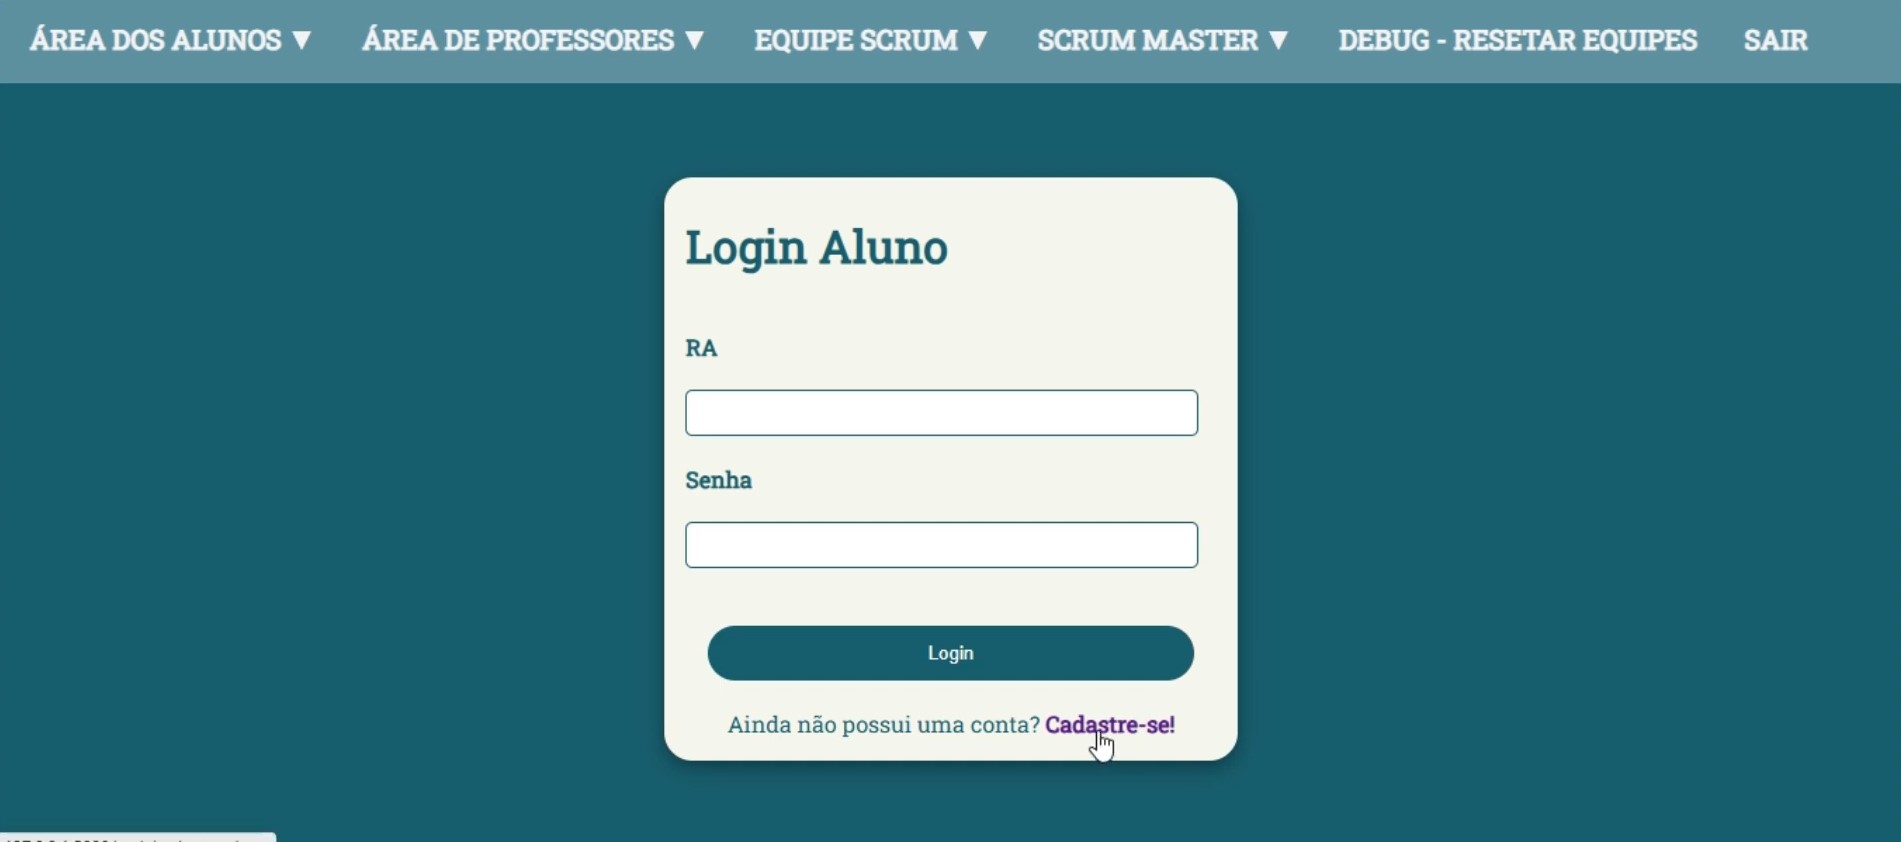 ÁREA DOS ALUNOS ▼ ÁREA DE PROFESSORES ▼ EQUIPE SCRUM ▼ SCRUM MASTER ▼ DEBUG - RESETAR EQUIPES SAIR
Login Aluno
RA
Senha
Login
Ainda não possui uma conta? Cadastre-se!